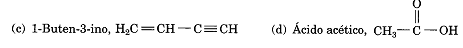 (c) 1-Buten-3-ino, H₂C=CH—C≡CH (d) Ácido acético, CH₃—C—OH
O